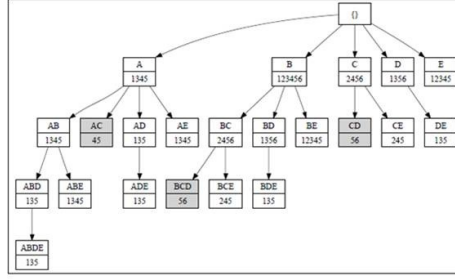 {}
A B C D E
1345 123456 2456 1356 12345
AB AC AD AE BC BD BE CD CE DE
1345 45 135 1345 2456 1356 12345 56 245 135
ABD ABE ADE BCD BCE BDE
135 1345 135 56 245 135
ABDE
135